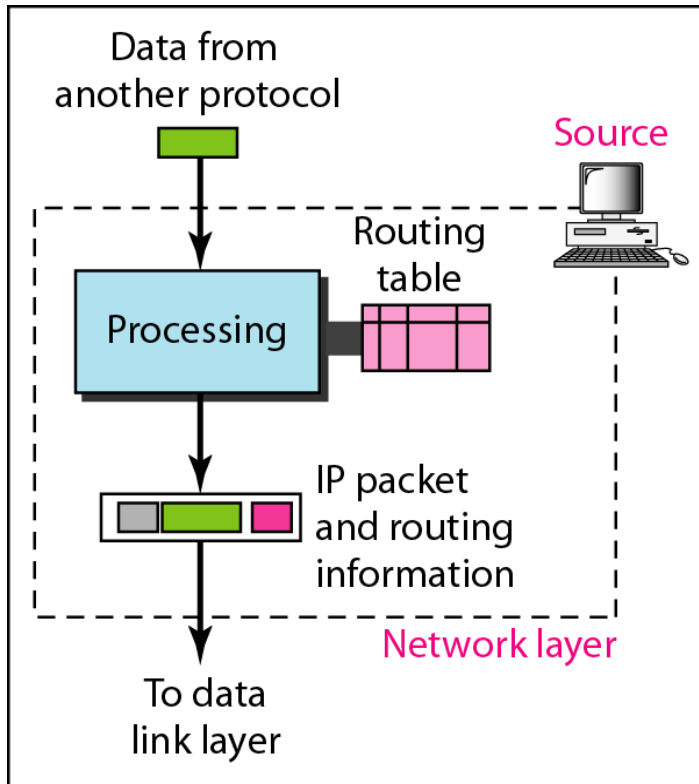 Data from
another protocol
Source
Routing
table
Processing
IP packet
and routing
information
Network layer
To data
link layer